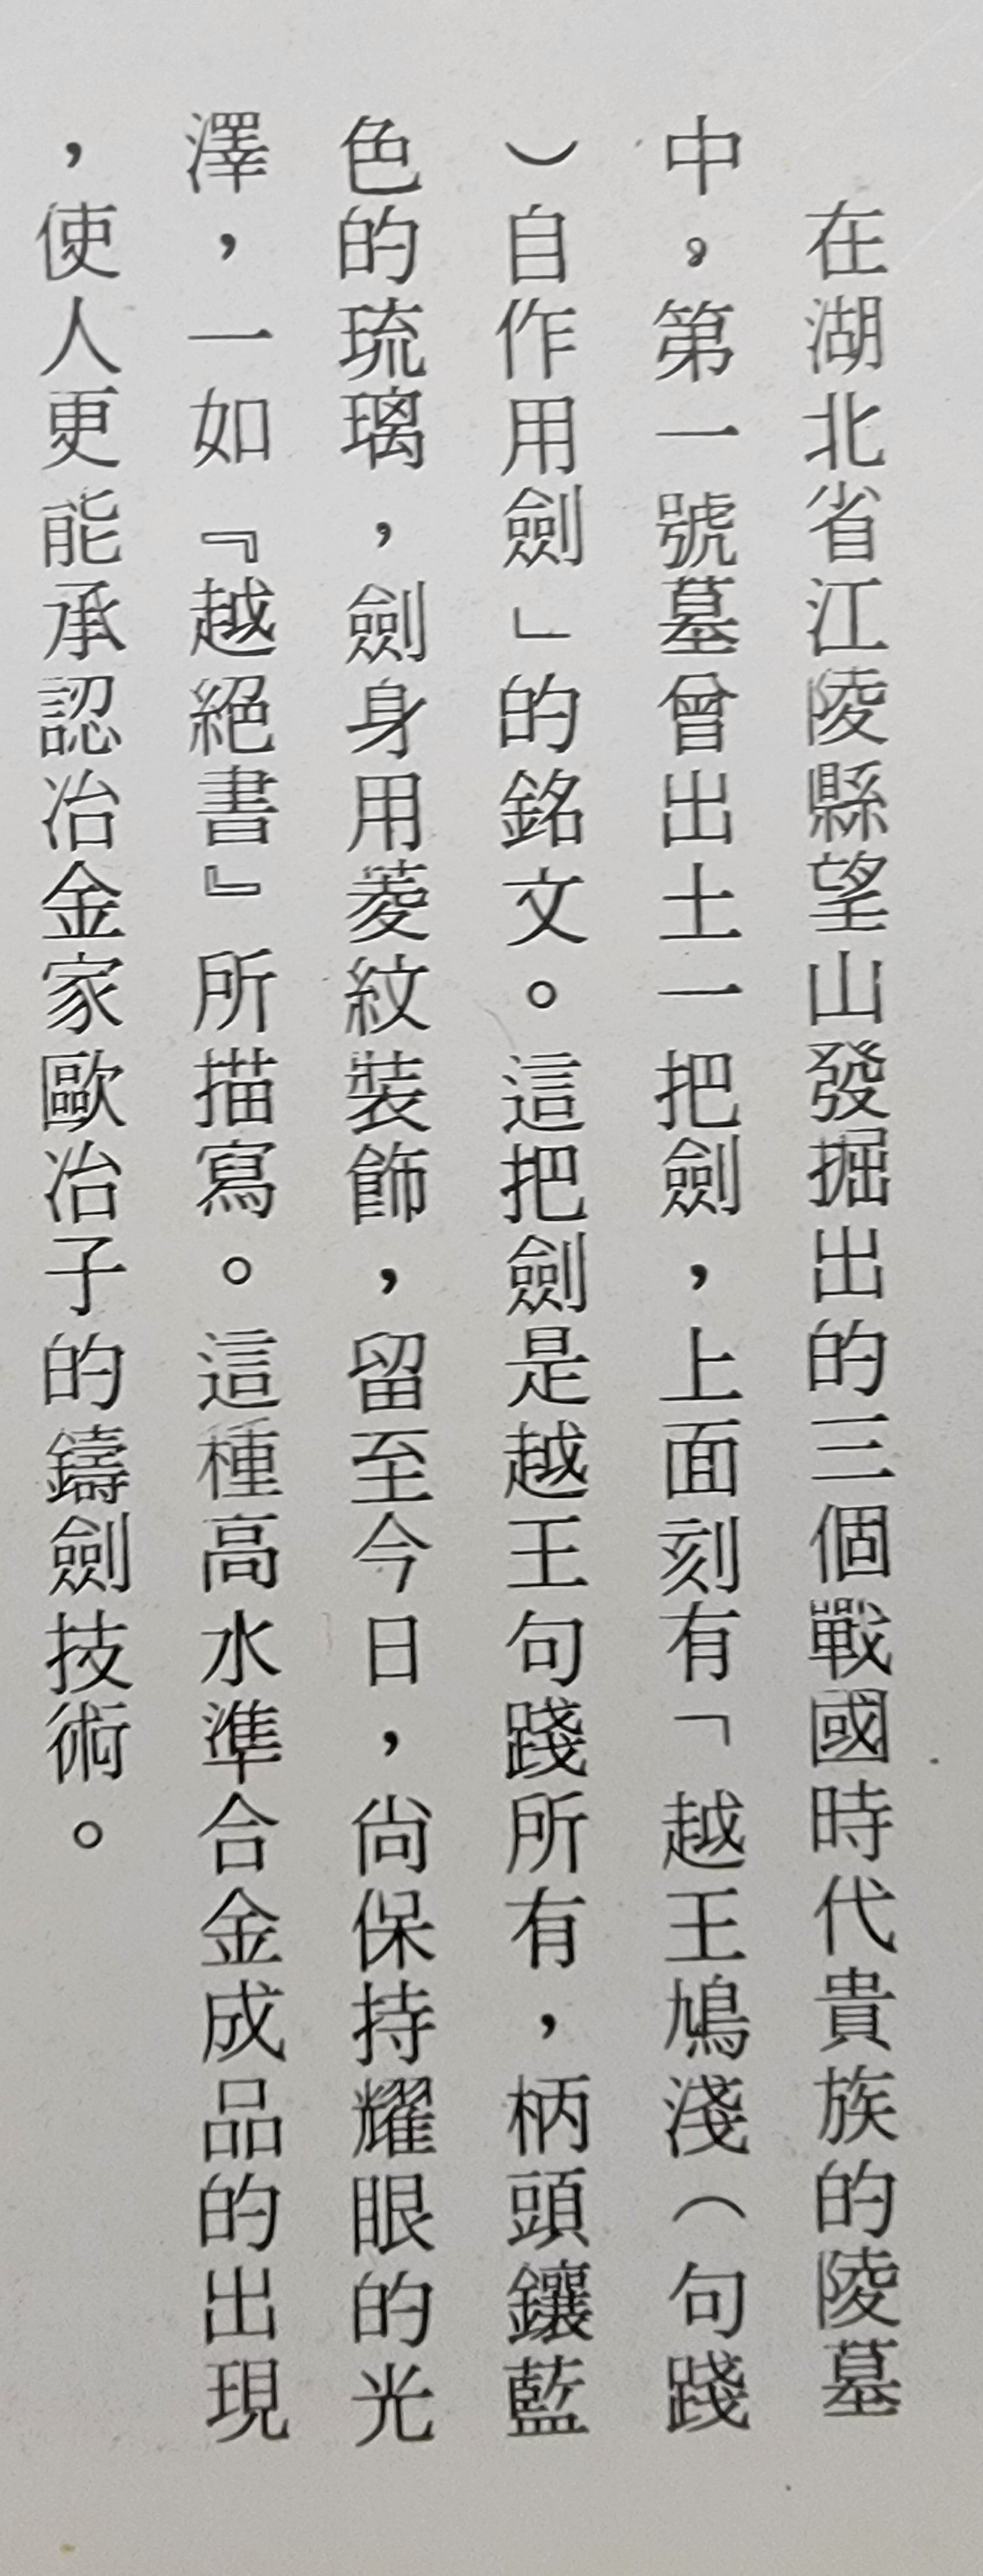 在湖北省江陵縣望山發掘出的三個戰國時代貴族的陵墓
中，第一號墓曾出土一把劍，上面刻有「越王鳩淺（句踐
）自作用劍」的銘文。這把劍是越王句踐所有，柄頭鑲藍
色的琉璃，劍身用菱紋裝飾，留至今日，尙保持耀眼的光
澤，一如『越絕書』所描寫。這種高水準合金成品的出現
，使人更能承認冶金家歐冶子的鑄劍技術。